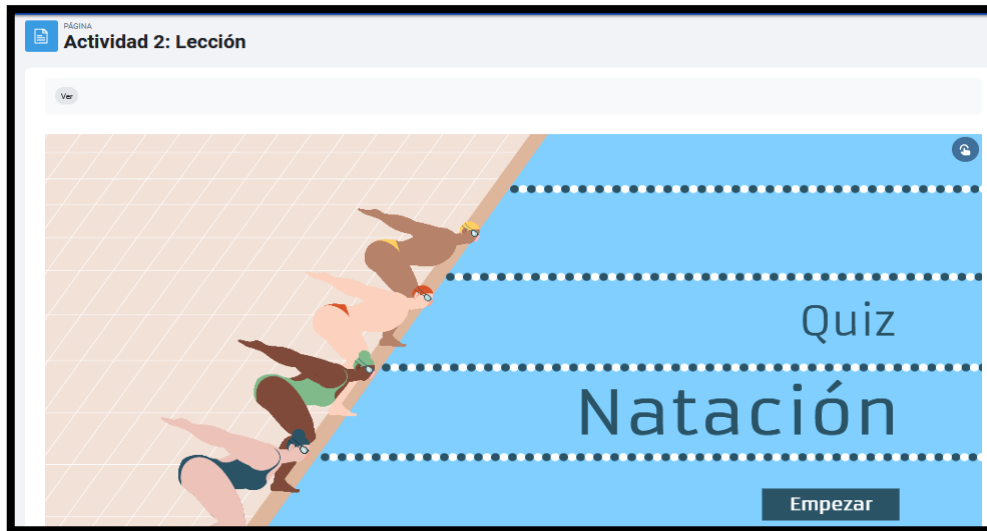 PÁGINA
Actividad 2: Lección
Ver
Quiz
Natación
Empezar